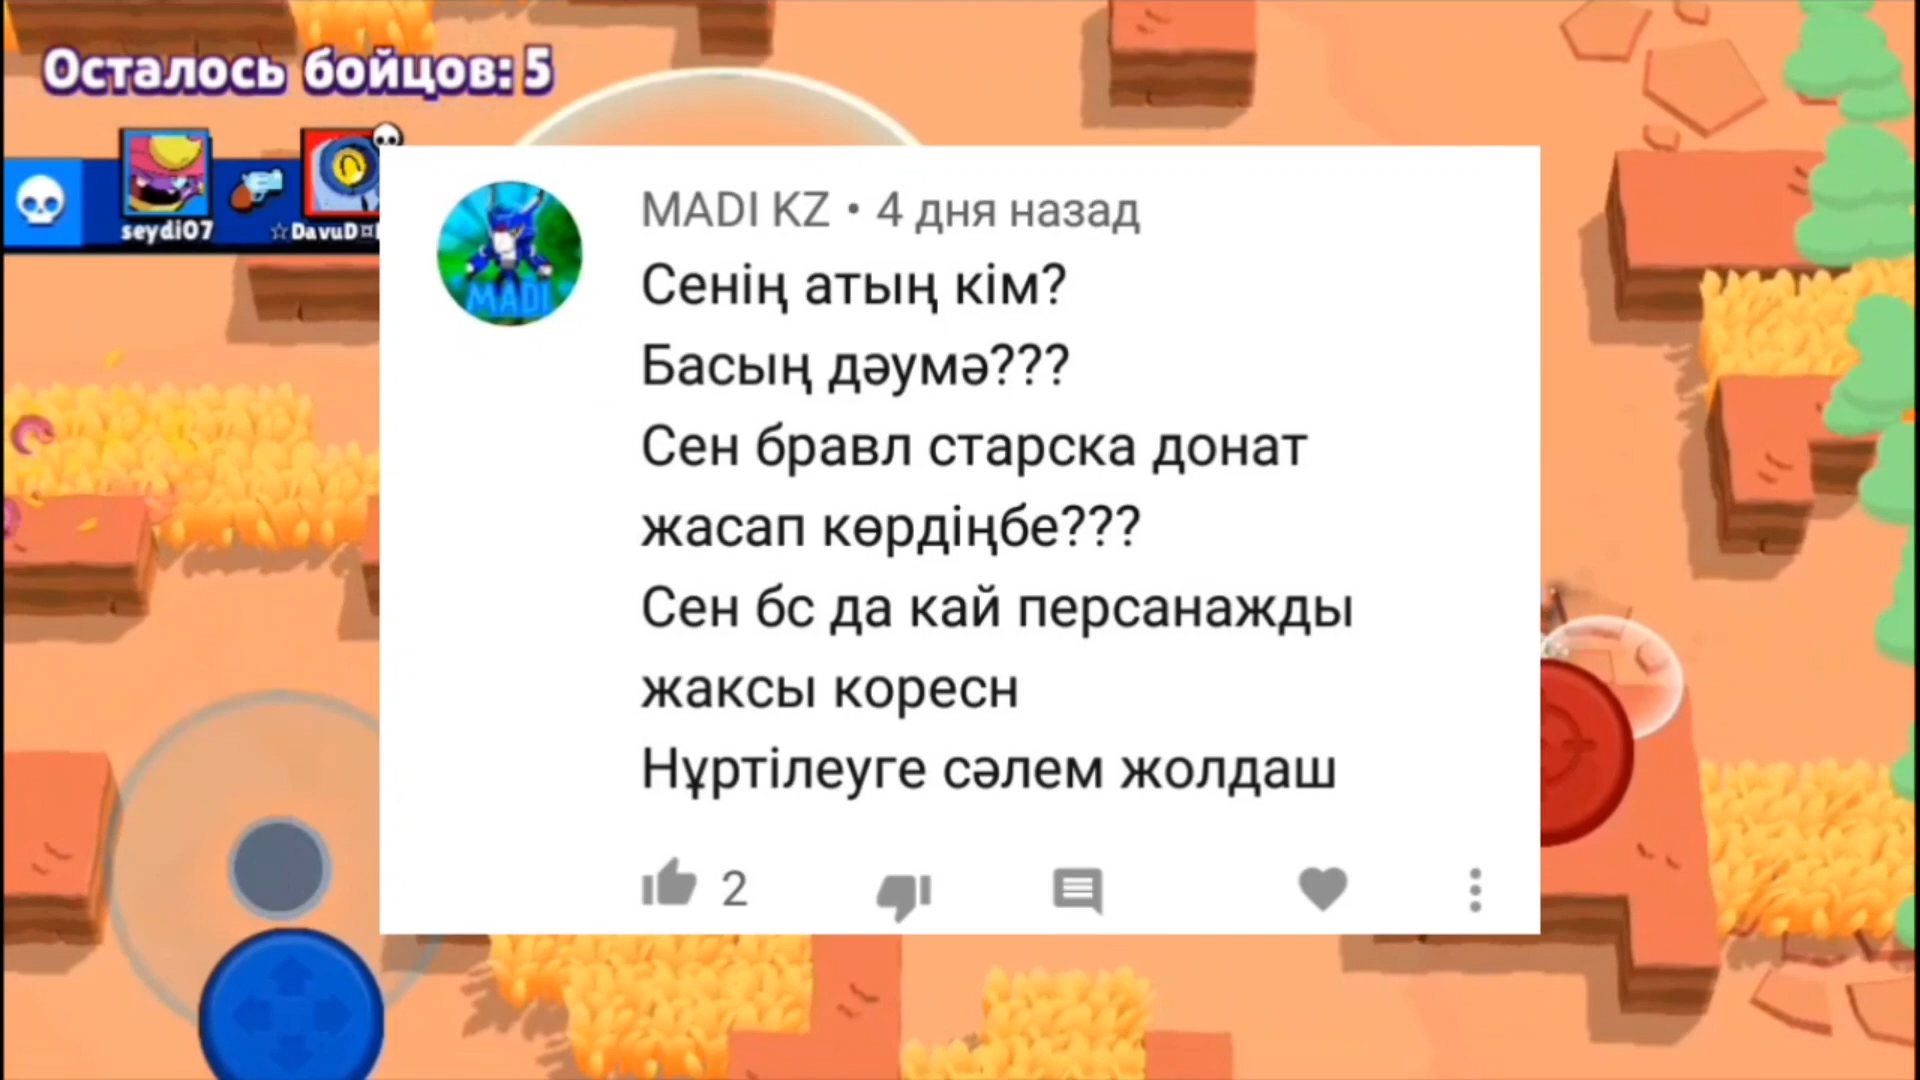 Осталось бойцов: 5
seydi07
MADI
MADI KZ • 4 дня назад
Сенің атың кім?
Басың дәумә???
Сен бравл старска донат
жасап көрдіңбе???
Сен бс да кай персанажды
жаксы коресн
Нұртілеуге сәлем жолдаш
2